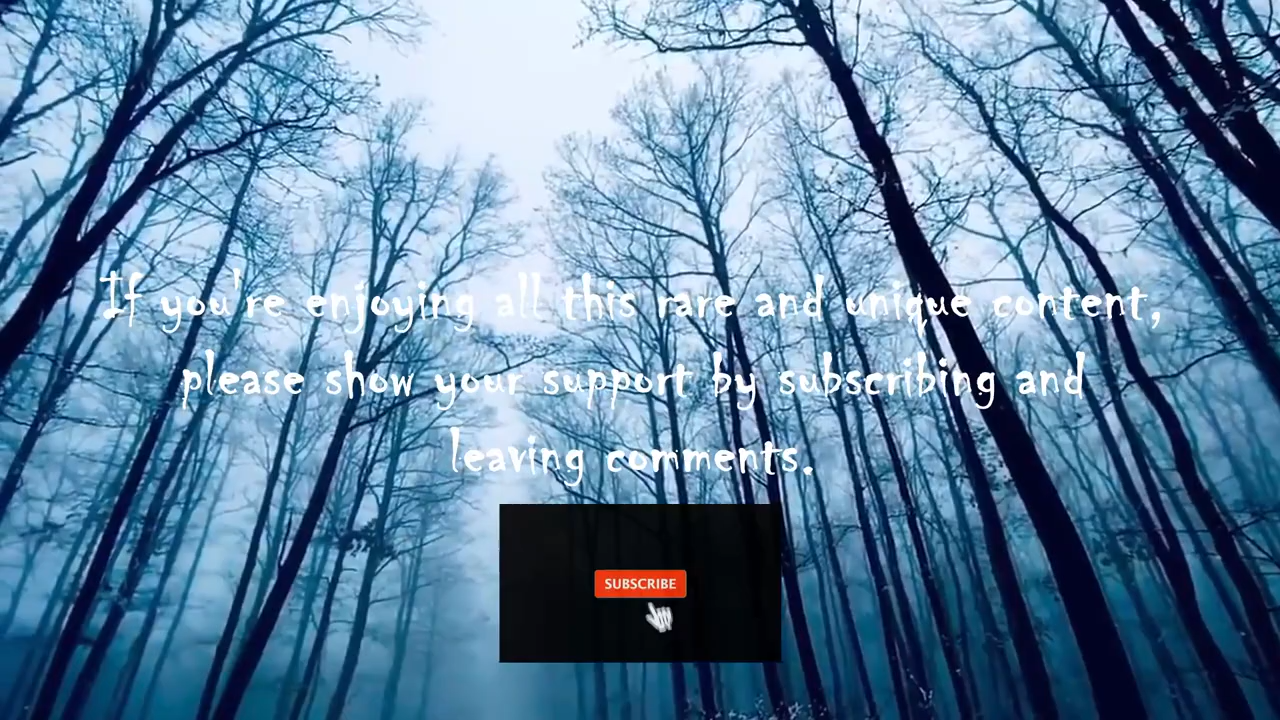 If you're enjoying all this rare and unique content,
please show your support by subscribing and
leaving comments.
SUBSCRIBE